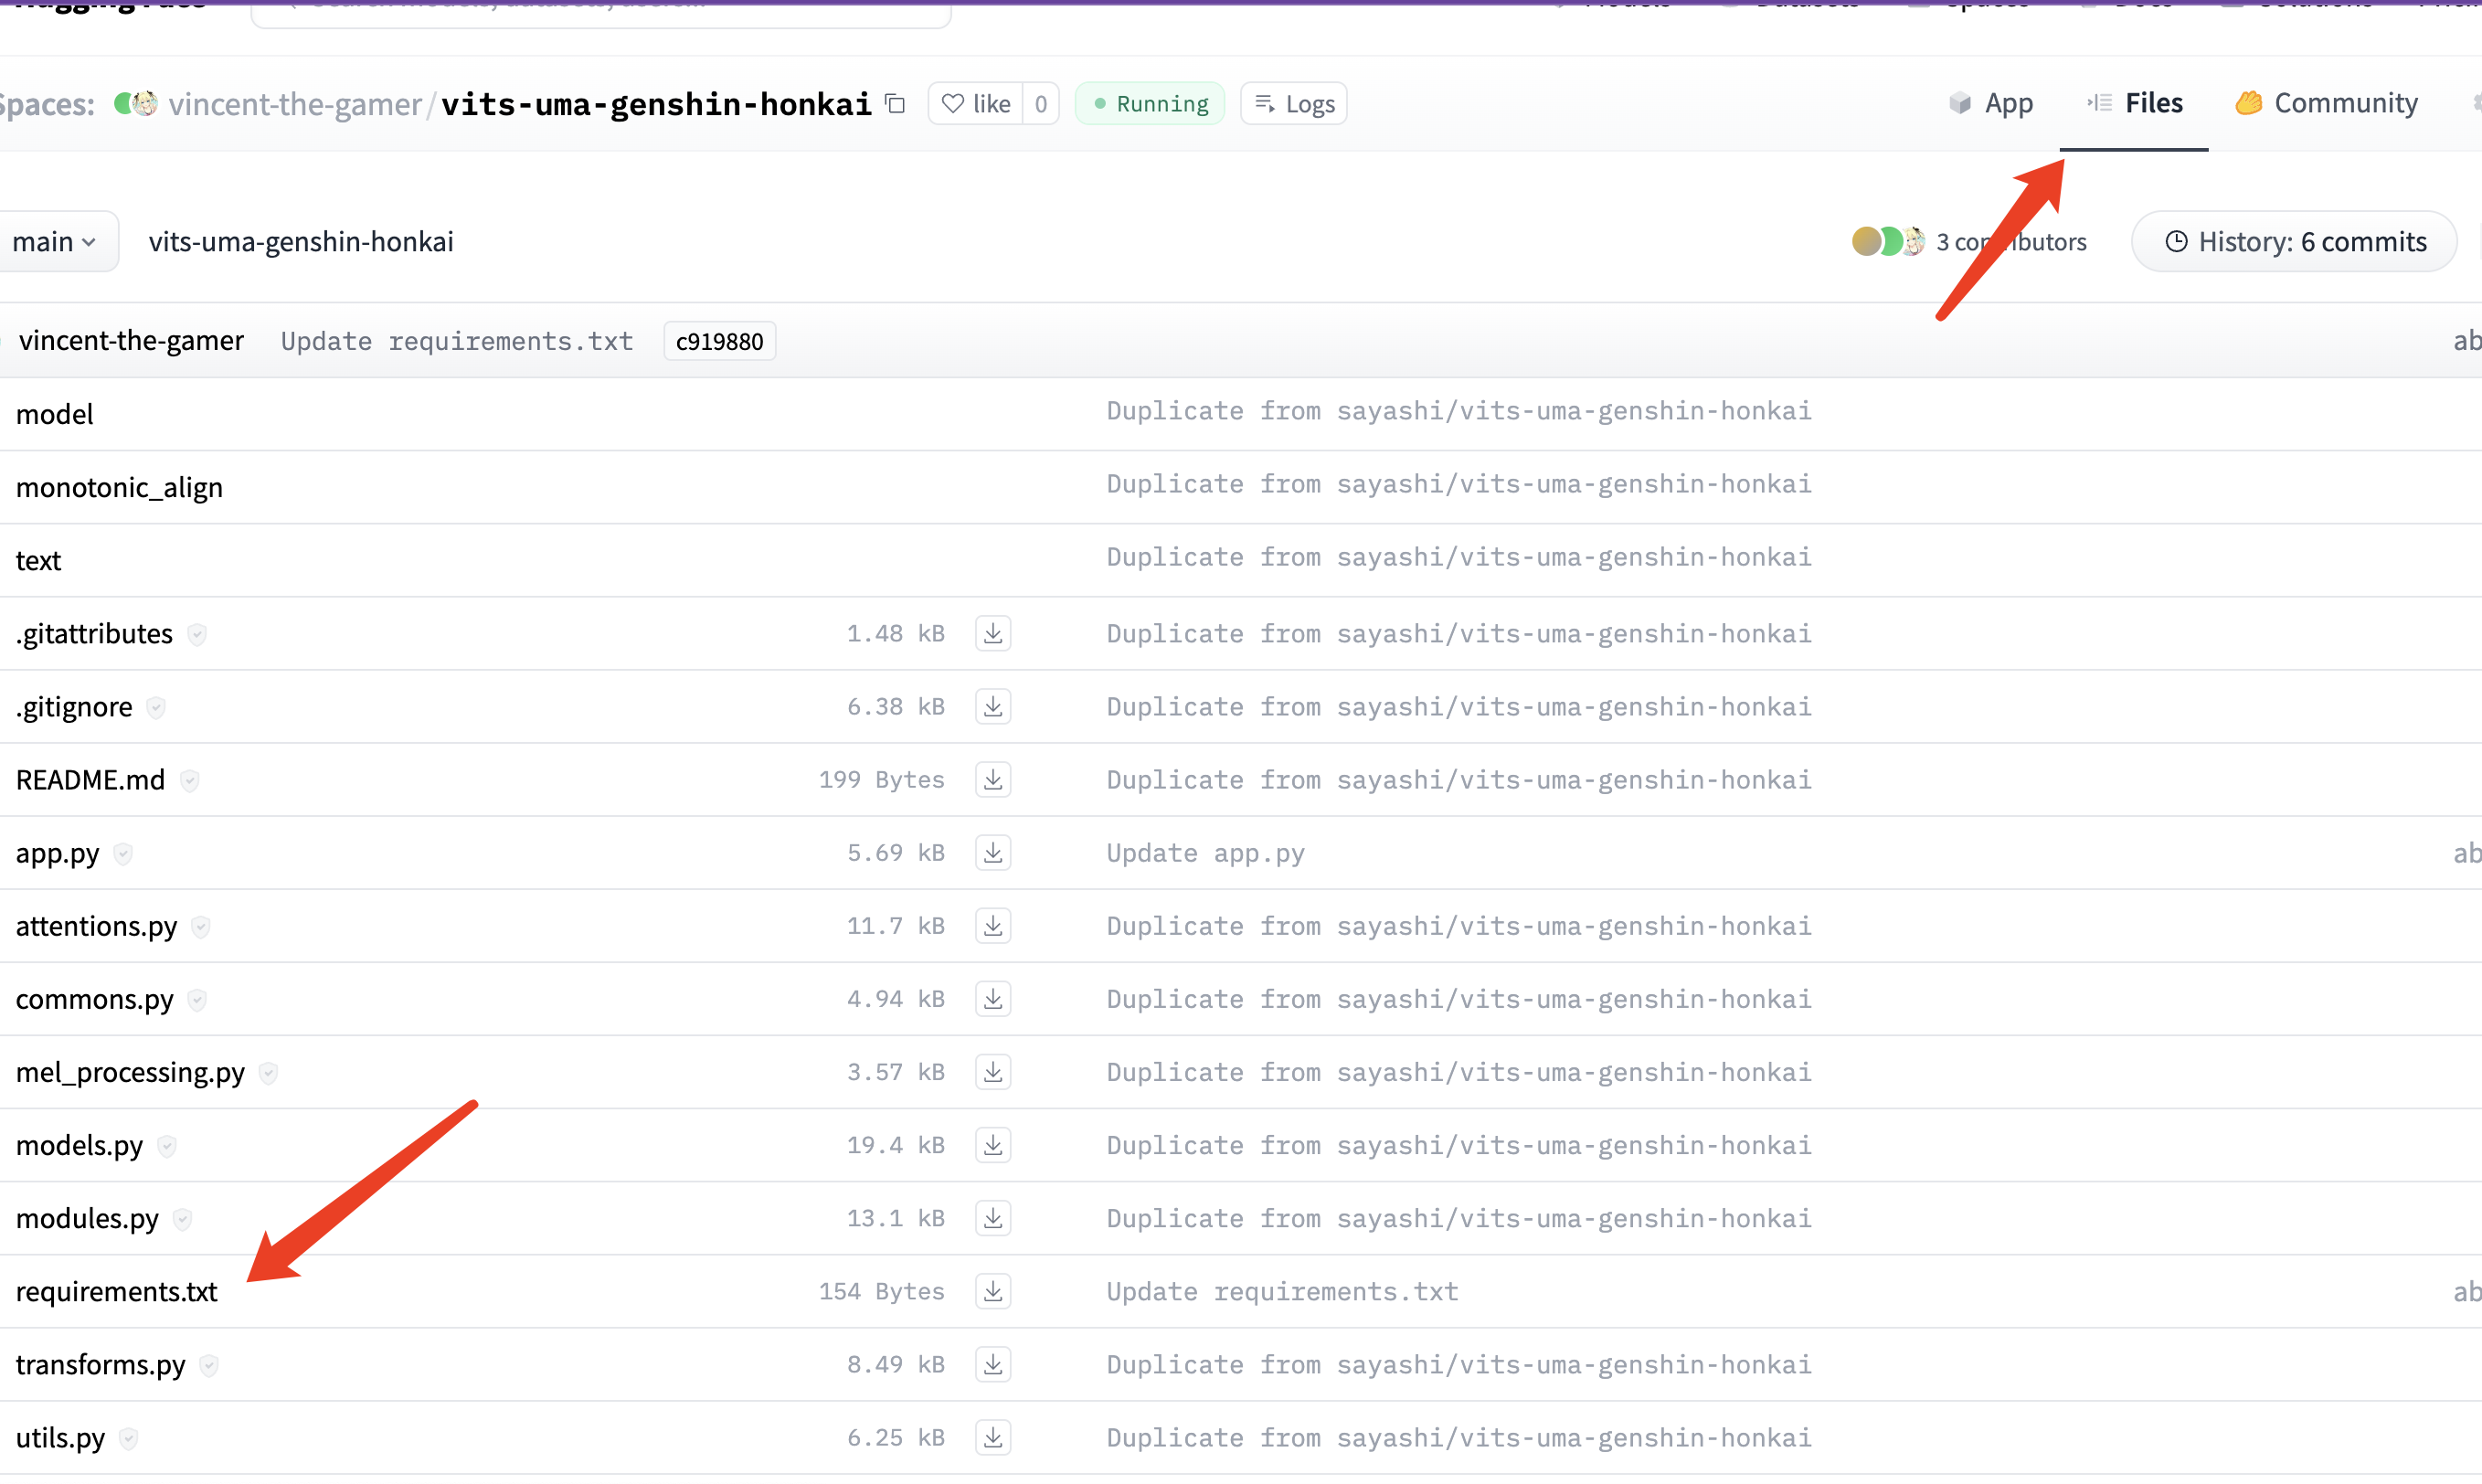 Spaces: vincent-the-gamer/vits-uma-genshin-honkai like 0 Running Logs App Files Community
main vits-uma-genshin-honkai 3 contributors History: 6 commits
vincent-the-gamer Update requirements.txt c919880 ab
model Duplicate from sayashi/vits-uma-genshin-honkai
monotonic_align Duplicate from sayashi/vits-uma-genshin-honkai
text Duplicate from sayashi/vits-uma-genshin-honkai
.gitattributes 1.48 kB Duplicate from sayashi/vits-uma-genshin-honkai
.gitignore 6.38 kB Duplicate from sayashi/vits-uma-genshin-honkai
README.md 199 Bytes Duplicate from sayashi/vits-uma-genshin-honkai
app.py 5.69 kB Update app.py ab
attentions.py 11.7 kB Duplicate from sayashi/vits-uma-genshin-honkai
commons.py 4.94 kB Duplicate from sayashi/vits-uma-genshin-honkai
mel_processing.py 3.57 kB Duplicate from sayashi/vits-uma-genshin-honkai
models.py 19.4 kB Duplicate from sayashi/vits-uma-genshin-honkai
modules.py 13.1 kB Duplicate from sayashi/vits-uma-genshin-honkai
requirements.txt 154 Bytes Update requirements.txt ab
transforms.py 8.49 kB Duplicate from sayashi/vits-uma-genshin-honkai
utils.py 6.25 kB Duplicate from sayashi/vits-uma-genshin-honkai